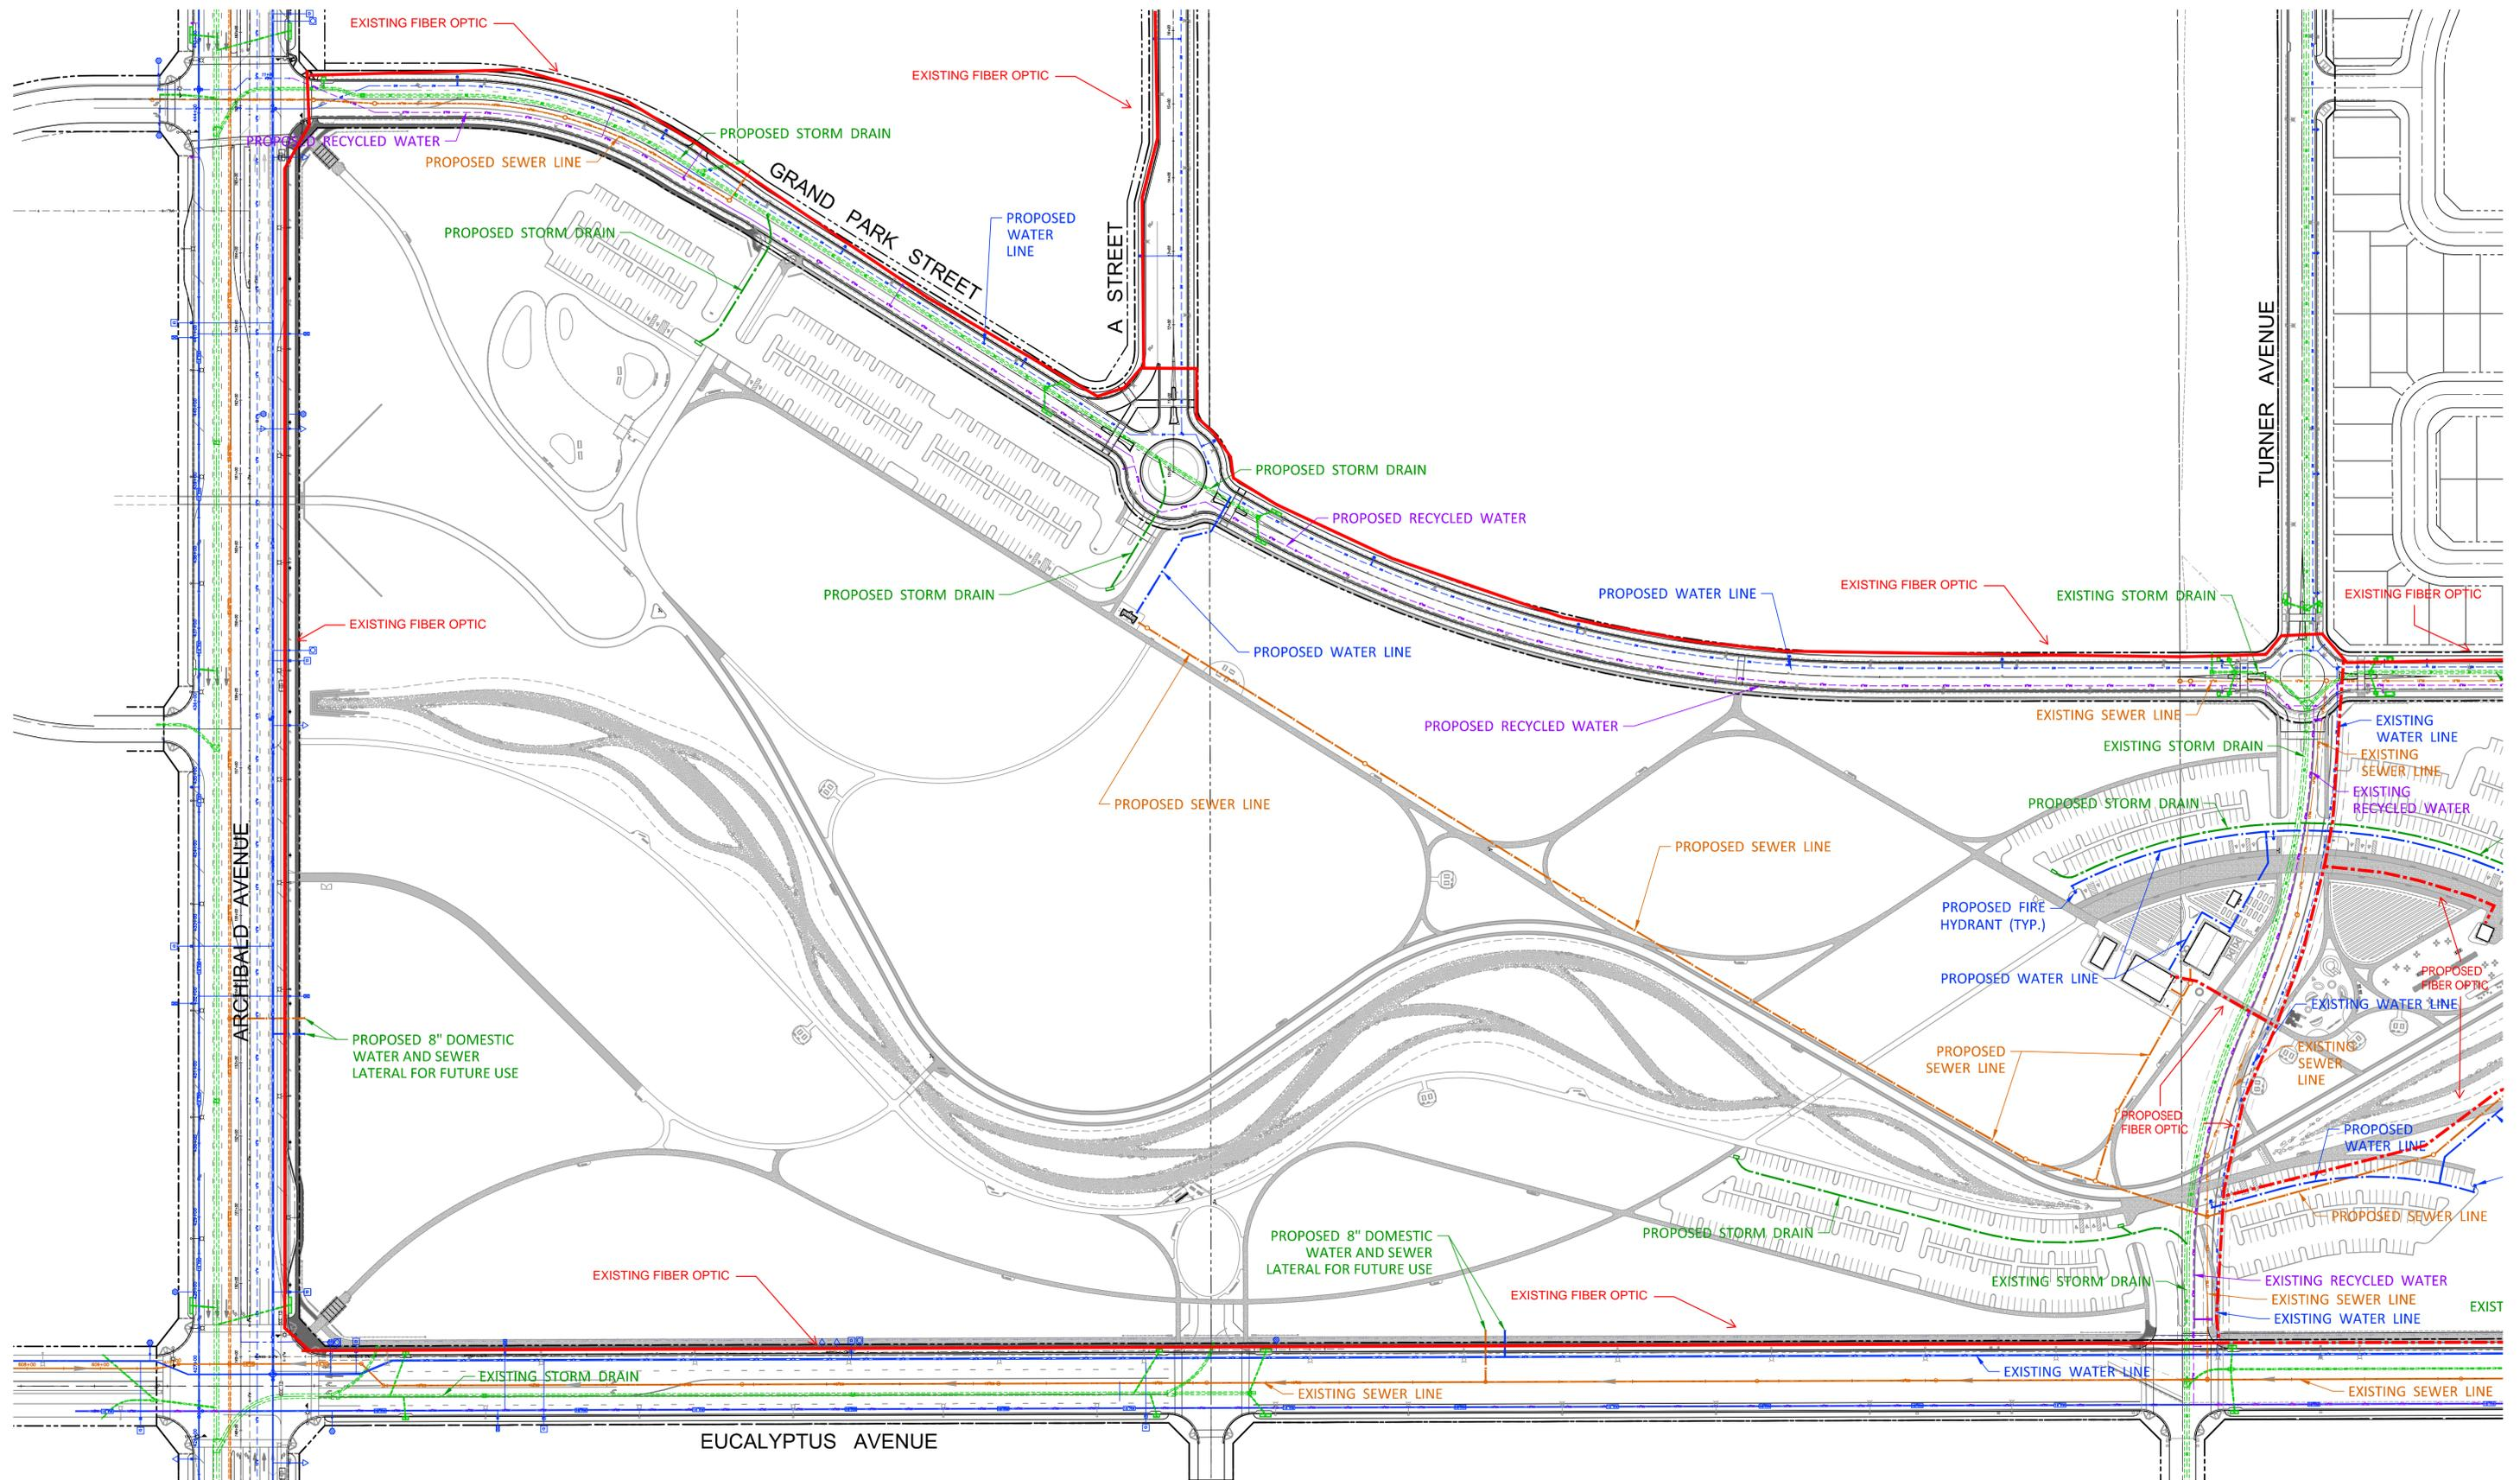 EXISTING FIBER OPTIC
EXISTING FIBER OPTIC
PROPOSED STORM DRAIN
PROPOSED RECYCLED WATER
PROPOSED SEWER LINE
GRAND PARK STREET
PROPOSED STORM DRAIN
PROPOSED
WATER
LINE
A STREET
TURNER AVENUE
PROPOSED STORM DRAIN
PROPOSED RECYCLED WATER
PROPOSED STORM DRAIN
PROPOSED WATER LINE
EXISTING FIBER OPTIC
EXISTING STORM DRAIN
EXISTING FIBER OPTIC
EXISTING FIBER OPTIC
PROPOSED WATER LINE
PROPOSED RECYCLED WATER
EXISTING SEWER LINE
EXISTING
WATER LINE
EXISTING STORM DRAIN
EXISTING
SEWER LINE
EXISTING
RECYCLED WATER
PROPOSED SEWER LINE
PROPOSED STORM DRAIN
PROPOSED SEWER LINE
ARCHIBALD AVENUE
PROPOSED FIRE
HYDRANT (TYP.)
PROPOSED WATER LINE
PROPOSED
FIBER OPTIC
EXISTING WATER LINE
PROPOSED 8" DOMESTIC
WATER AND SEWER
LATERAL FOR FUTURE USE
PROPOSED
SEWER LINE
EXISTING
SEWER
LINE
PROPOSED
FIBER OPTIC
PROPOSED
WATER LINE
PROPOSED SEWER LINE
PROPOSED 8" DOMESTIC
WATER AND SEWER
LATERAL FOR FUTURE USE
PROPOSED STORM DRAIN
EXISTING FIBER OPTIC
EXISTING FIBER OPTIC
EXISTING STORM DRAIN
EXISTING RECYCLED WATER
EXISTING SEWER LINE
EXISTING WATER LINE
EXIST
EXISTING STORM DRAIN
EXISTING SEWER LINE
EXISTING WATER LINE
EXISTING SEWER LINE
EUCALYPTUS AVENUE